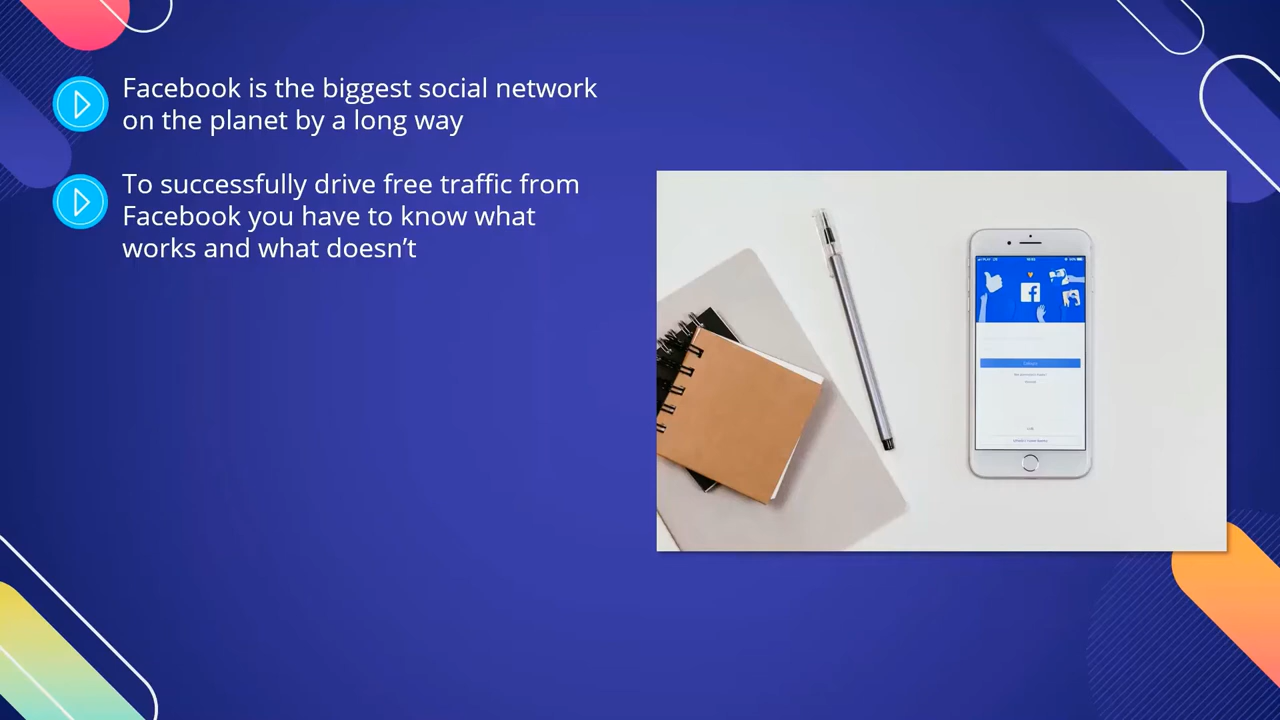 Facebook is the biggest social network
on the planet by a long way
To successfully drive free traffic from
Facebook you have to know what
works and what doesn’t